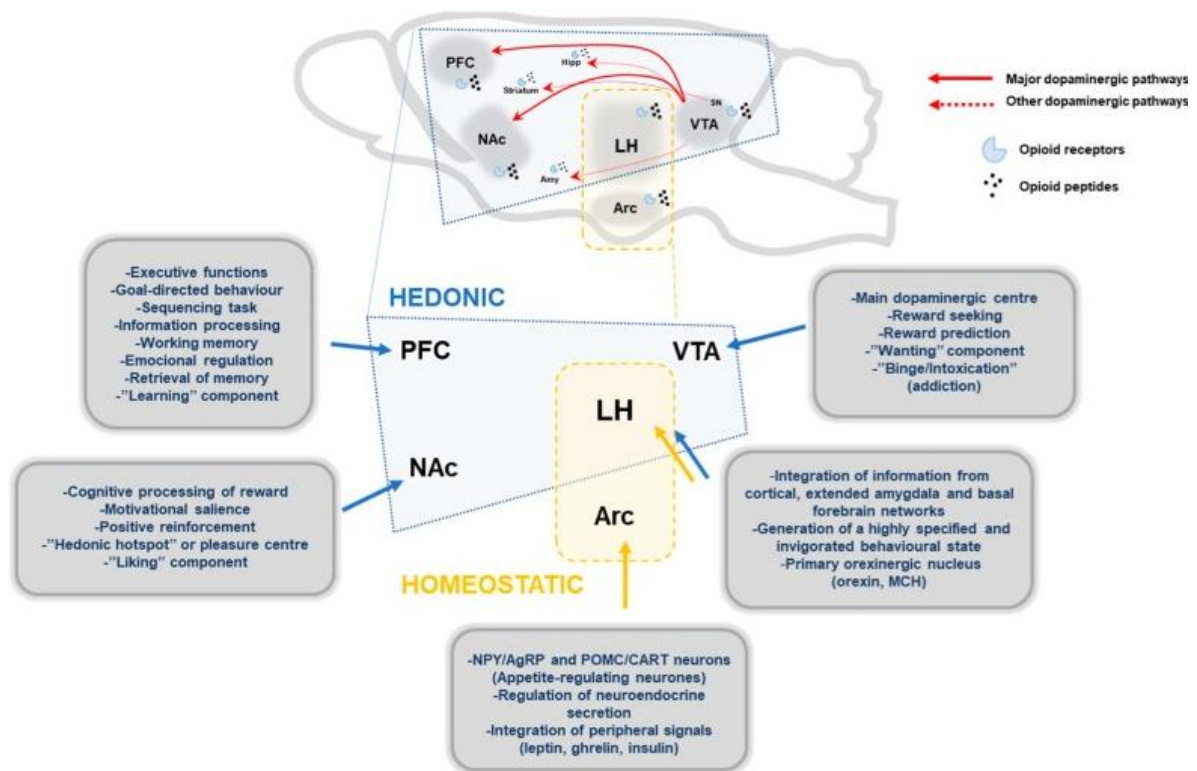 PFC
Hipp
Striatum
SN
VTA
NAc
LH
Amy
Arc
Major dopaminergic pathways
Other dopaminergic pathways
Opioid receptors
Opioid peptides
-Executive functions
-Goal-directed behaviour
-Sequencing task
-Information processing
-Working memory
-Emocional regulation
-Retrieval of memory
-"Learning" component
HEDONIC
PFC
VTA
LH
NAc
Arc
HOMEOSTATIC
-Main dopaminergic centre
-Reward seeking
-Reward prediction
-"Wanting" component
-"Binge/Intoxication"
(addiction)
-Cognitive processing of reward
-Motivational salience
-Positive reinforcement
-"Hedonic hotspot" or pleasure centre
-"Liking" component
-Integration of information from
cortical, extended amygdala and basal
forebrain networks
-Generation of a highly specified and
invigorated behavioural state
-Primary orexinergic nucleus
(orexin, MCH)
-NPY/AgRP and POMC/CART neurons
(Appetite-regulating neurones)
-Regulation of neuroendocrine
secretion
-Integration of peripheral signals
(leptin, ghrelin, insulin)